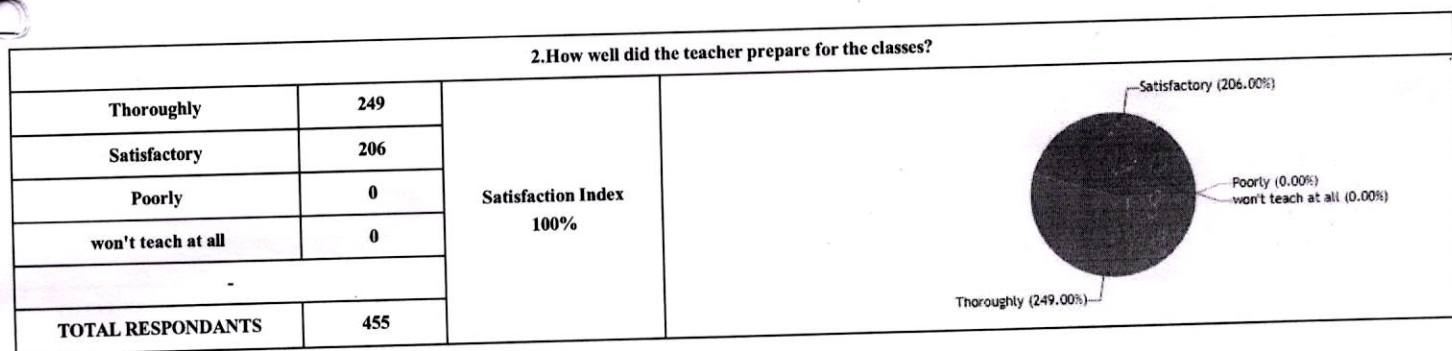 2.How well did the teacher prepare for the classes?
Thoroughly 249
Satisfactory 206
Poorly 0
won't teach at all 0
-
TOTAL RESPONDANTS 455
Satisfaction Index
100%
Satisfactory (206.00%)
Poorly (0.00%)
won't teach at all (0.00%)
Thoroughly (249.00%)